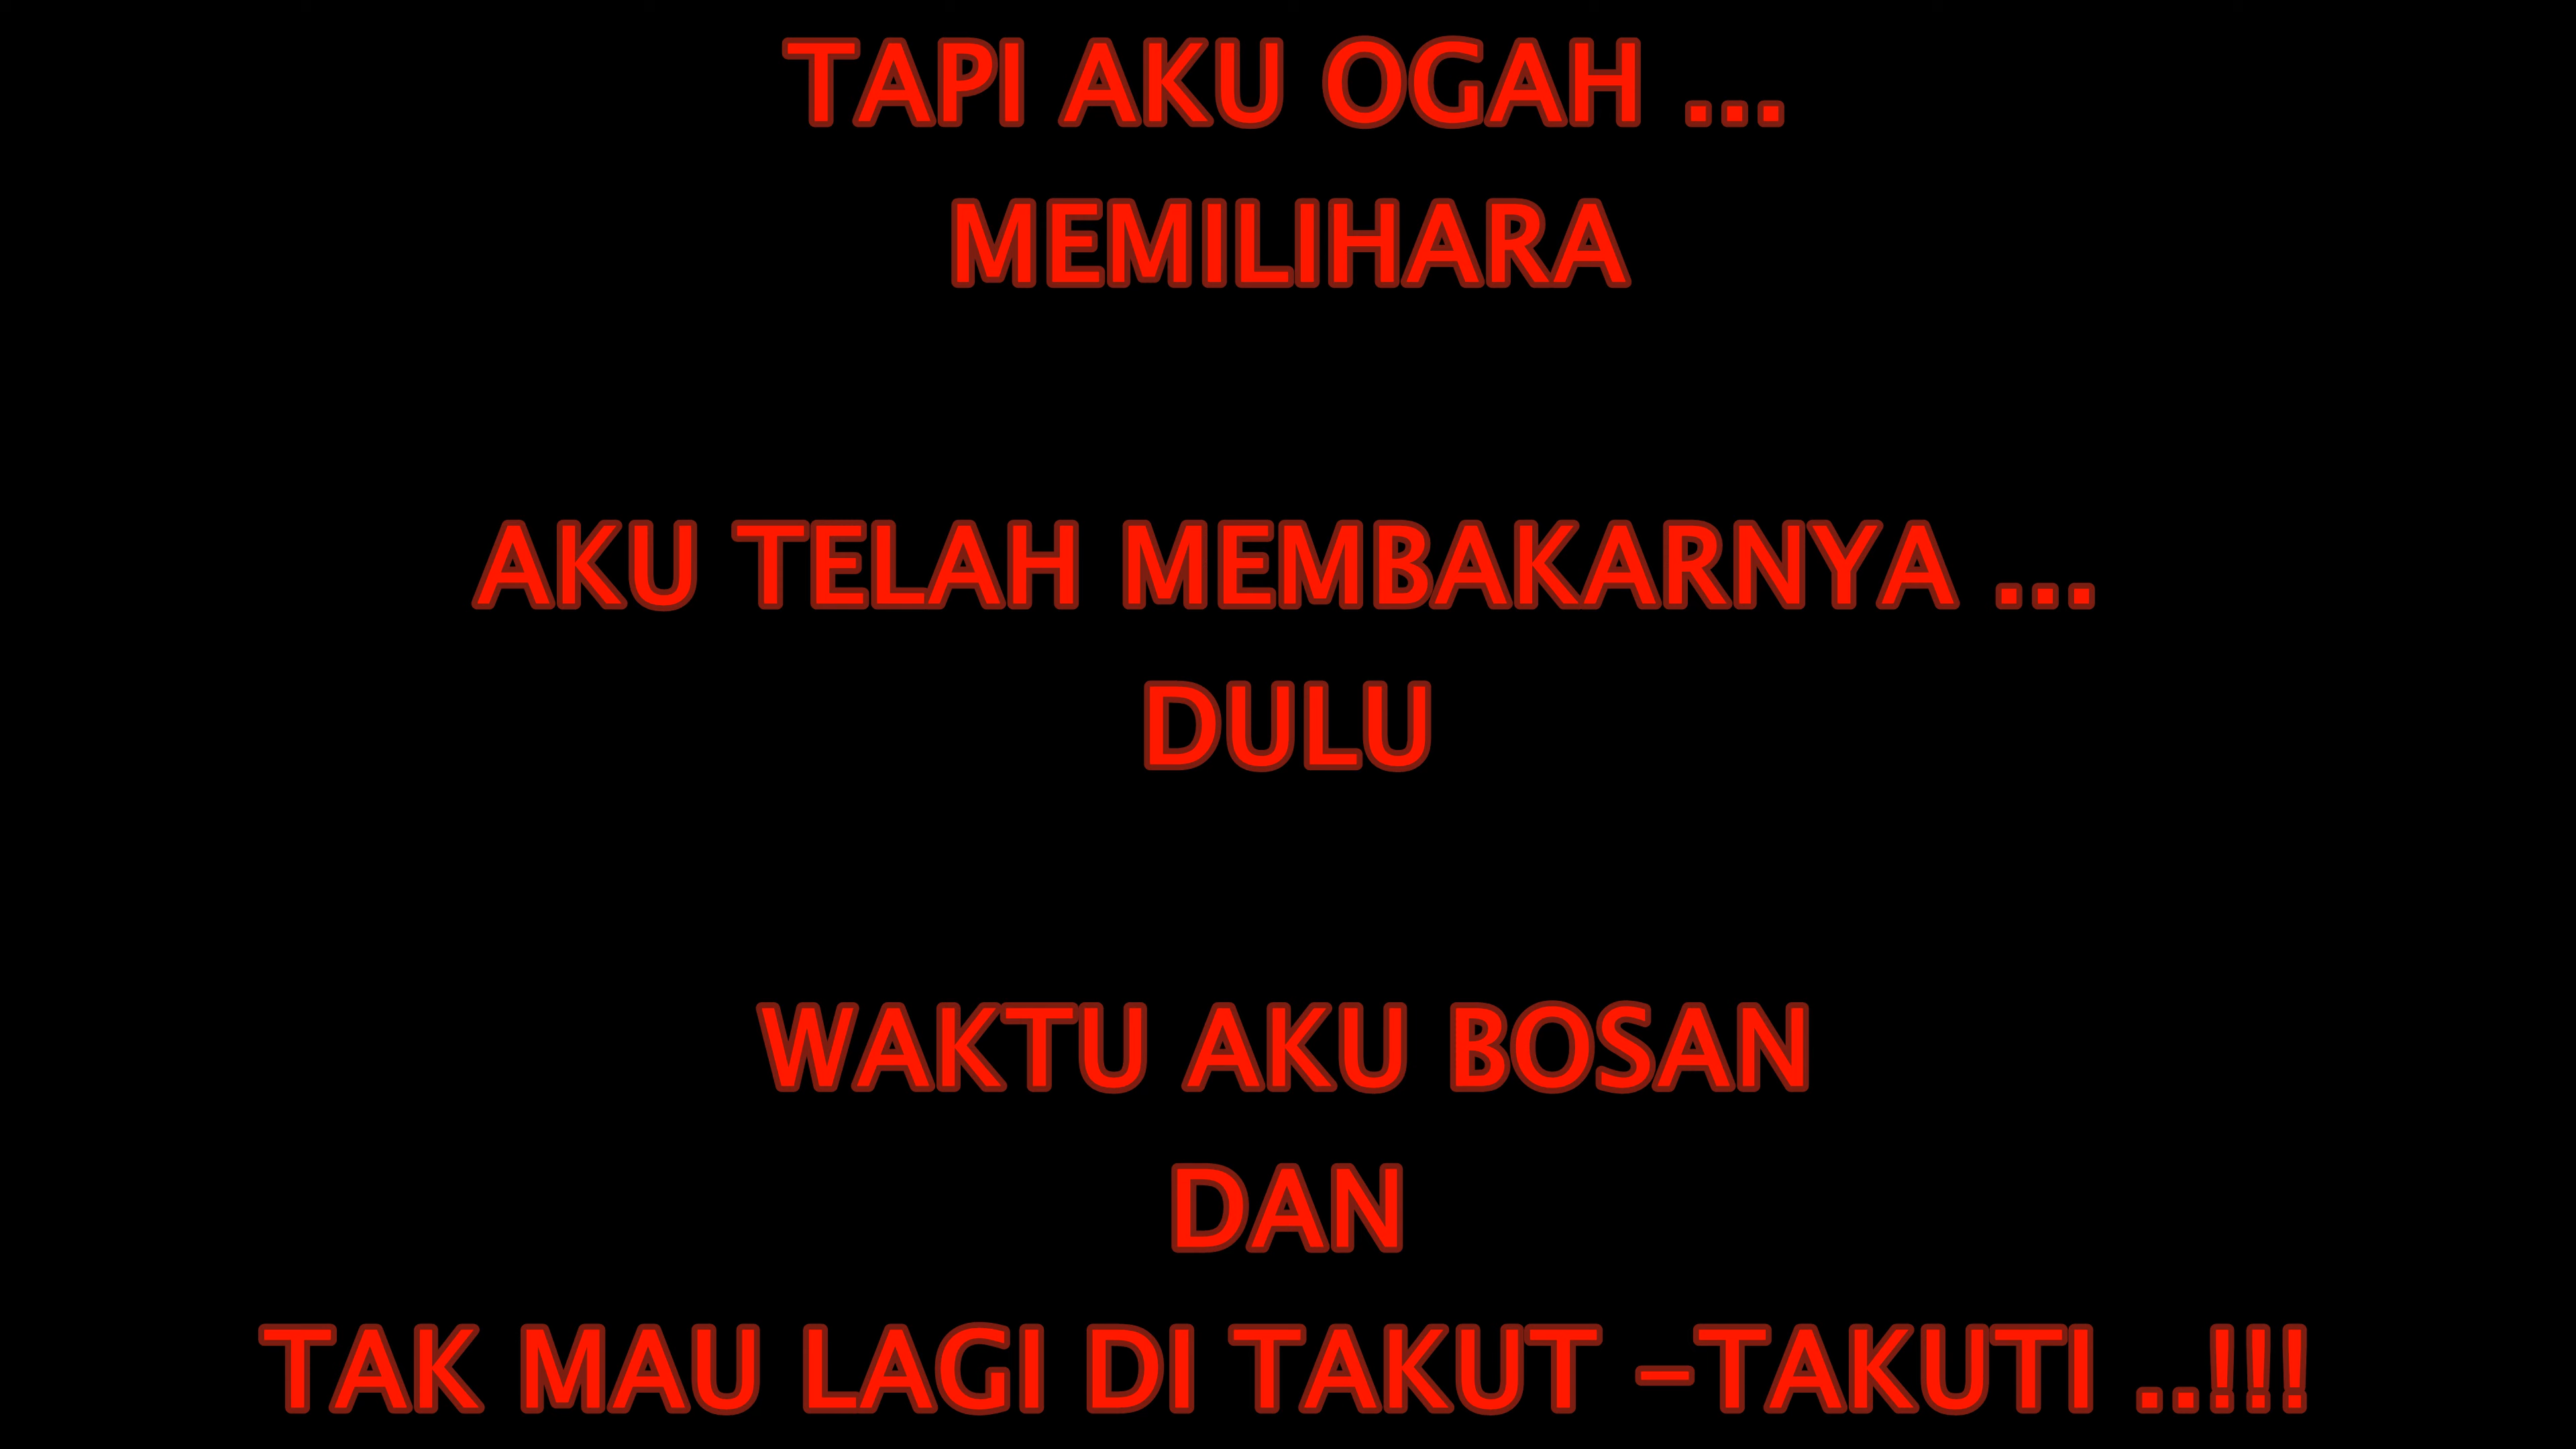 TAPI AKU OGAH ...
MEMILIHARA
AKU TELAH MEMBAKARNYA ...
DULU
WAKTU AKU BOSAN
DAN
TAK MAU LAGI DI TAKUT -TAKUTI ..!!!